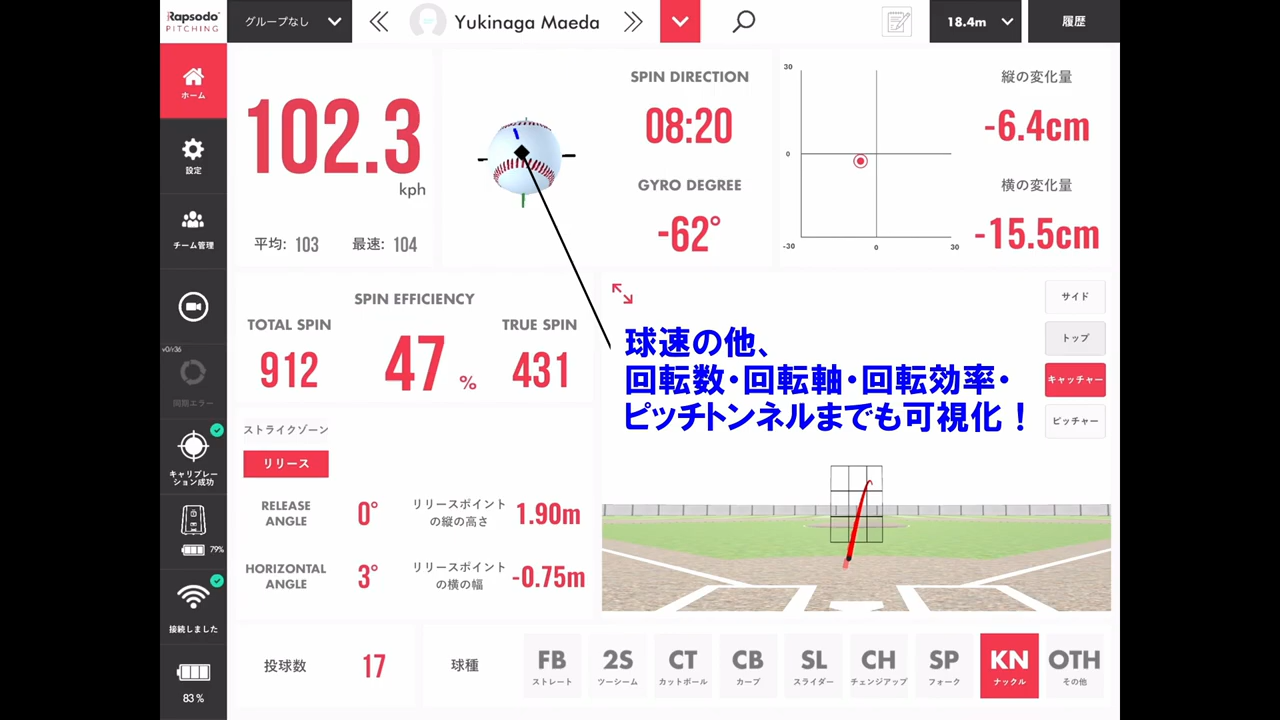 Rapsodo
PITCHING
グループなし
Yukinaga Maeda
18.4m
履歴
ホーム
設定
チーム管理
v0/r36
同期エラー
キャリブレー
ション成功
79%
接続しました
83 %
102.3
kph
平均: 103
最速: 104
SPIN DIRECTION
08:20
GYRO DEGREE
-62°
30
0
-30
0
30
縦の変化量
-6.4cm
横の変化量
-15.5cm
SPIN EFFICIENCY
TOTAL SPIN
912
47 %
TRUE SPIN
431
球速の他、
回転数・回転軸・回転効率・
ピッチトンネルまでも可視化！
サイド
トップ
キャッチャー
ピッチャー
ストライクゾーン
リリース
RELEASE
ANGLE
0°
リリースポイント
の縦の高さ
1.90m
HORIZONTAL
ANGLE
3°
リリースポイント
の横の幅
-0.75m
投球数
17
球種
FB
ストレート
2S
ツーシーム
CT
カットボール
CB
カーブ
SL
スライダー
CH
チェンジアップ
SP
フォーク
KN
ナックル
OTH
その他